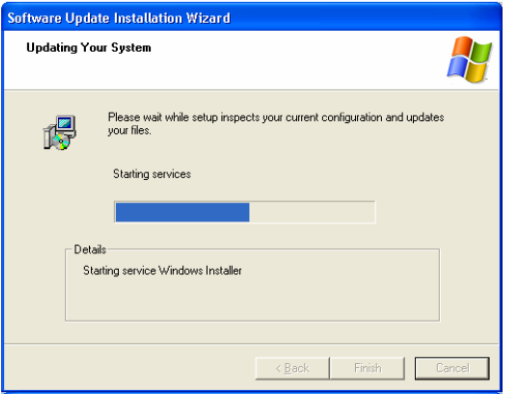 Software Update Installation Wizard
Updating Your System
Please wait while setup inspects your current configuration and updates
your files.
Starting services
Details
Starting service Windows Installer
< Back
Finish
Cancel